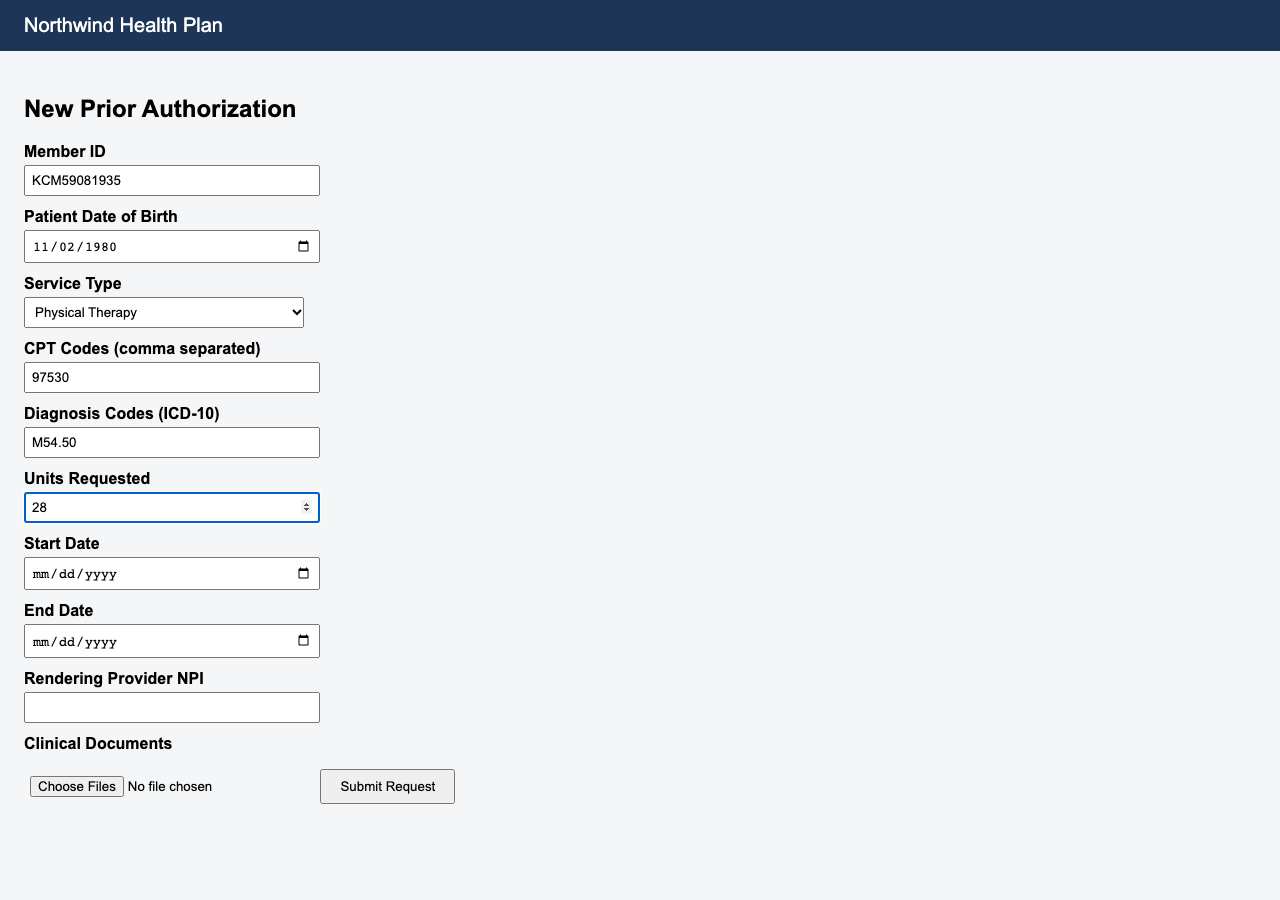 Northwind Health Plan
New Prior Authorization
Member ID
KCM59081935
Patient Date of Birth
11/02/1980
Service Type
Physical Therapy
CPT Codes (comma separated)
97530
Diagnosis Codes (ICD-10)
M54.50
Units Requested
28
Start Date
mm/dd/yyyy
End Date
mm/dd/yyyy
Rendering Provider NPI
Clinical Documents
Choose Files No file chosen Submit Request